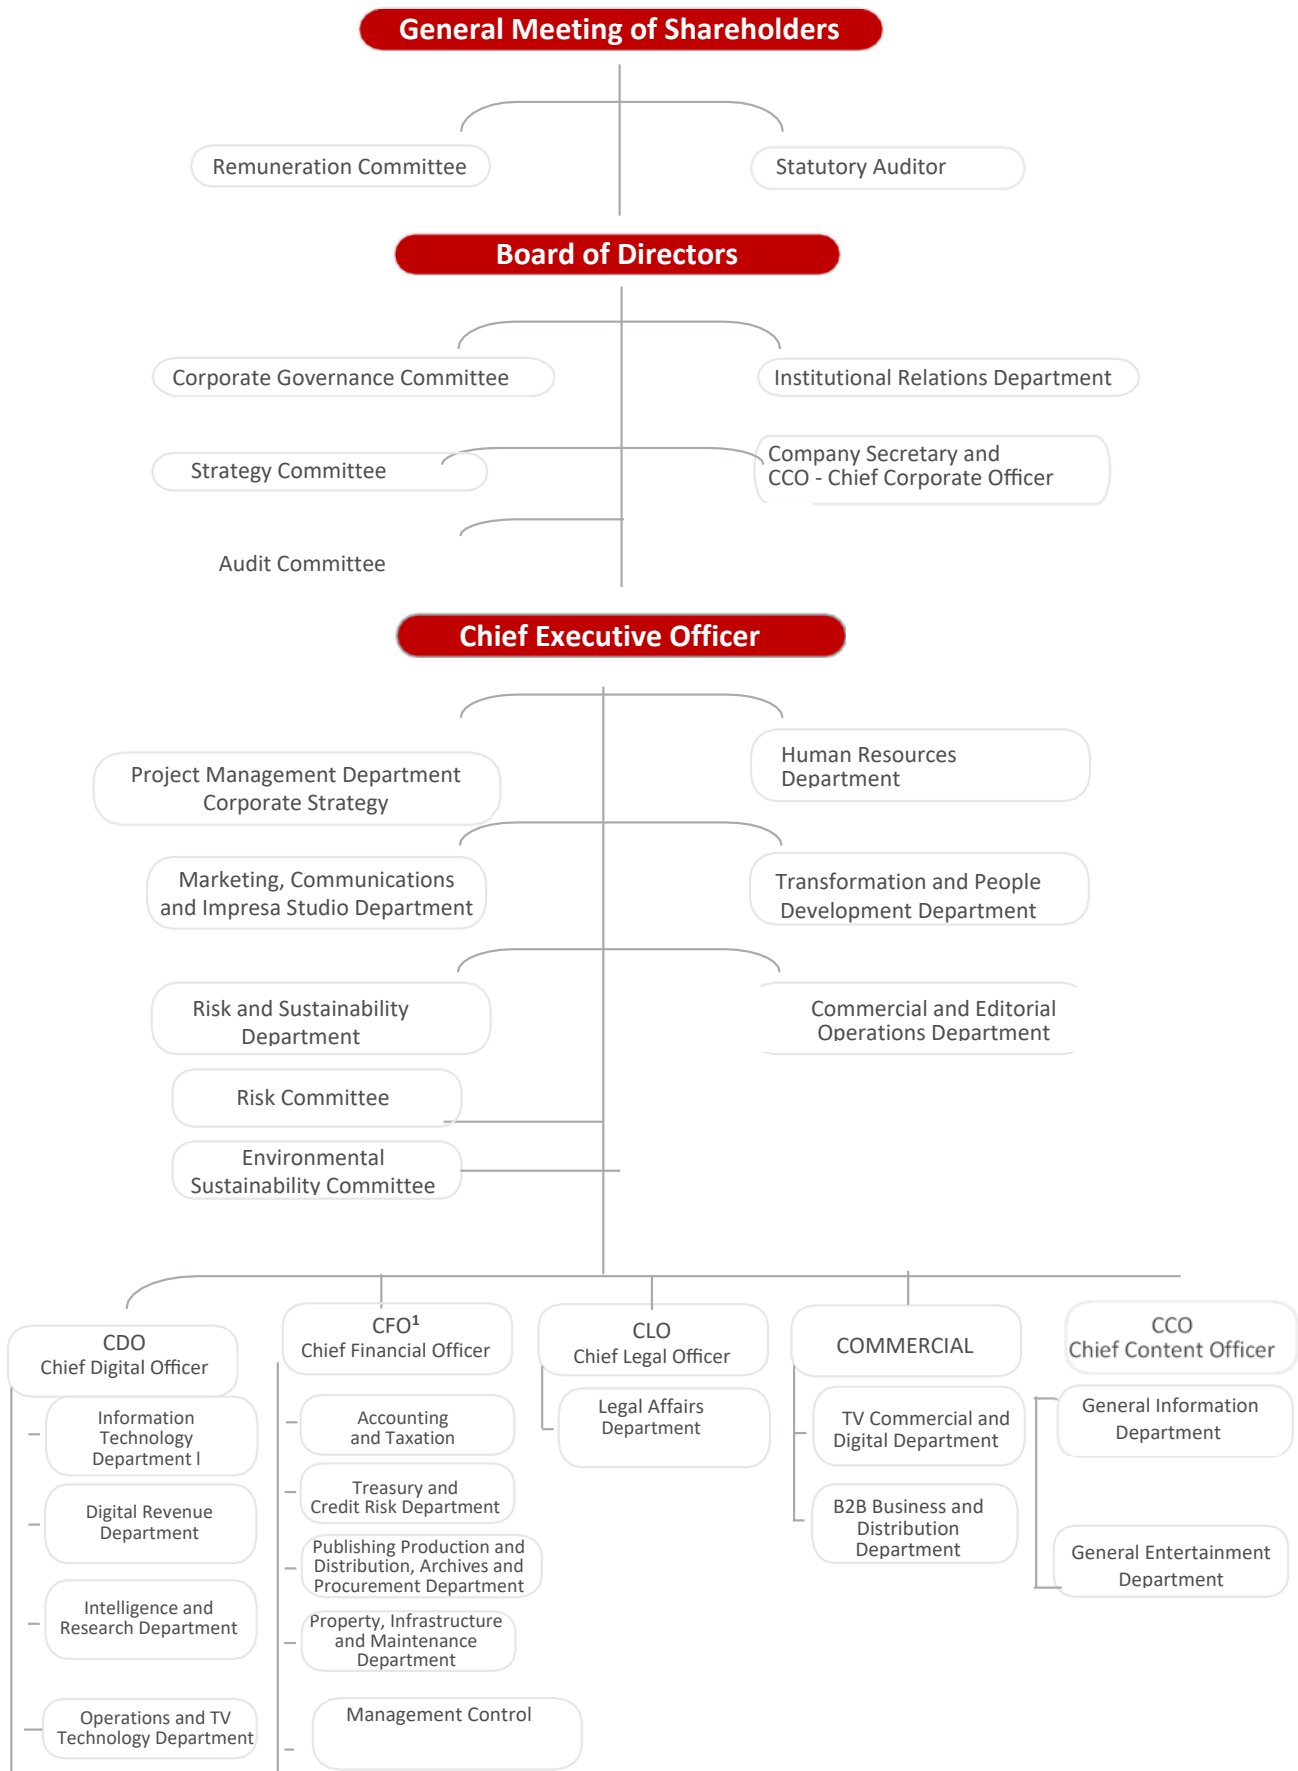 General Meeting of Shareholders
Remuneration Committee
Statutory Auditor
Board of Directors
Corporate Governance Committee
Institutional Relations Department
Strategy Committee
Company Secretary and
CCO - Chief Corporate Officer
Audit Committee
Chief Executive Officer
Project Management Department
Corporate Strategy
Human Resources
Department
Marketing, Communications
and Impresa Studio Department
Transformation and People
Development Department
Risk and Sustainability
Department
Commercial and Editorial
Operations Department
Risk Committee
Environmental
Sustainability Committee
CDO
Chief Digital Officer
Information
Technology
Department l
Digital Revenue
Department
Intelligence and
Research Department
Operations and TV
Technology Department
CFO¹
Chief Financial Officer
Accounting
and Taxation
Treasury and
Credit Risk Department
Publishing Production and
Distribution, Archives and
Procurement Department
Property, Infrastructure
and Maintenance
Department
Management Control
CLO
Chief Legal Officer
Legal Affairs
Department
COMMERCIAL
TV Commercial and
Digital Department
B2B Business and
Distribution
Department
CCO
Chief Content Officer
General Information
Department
General Entertainment
Department